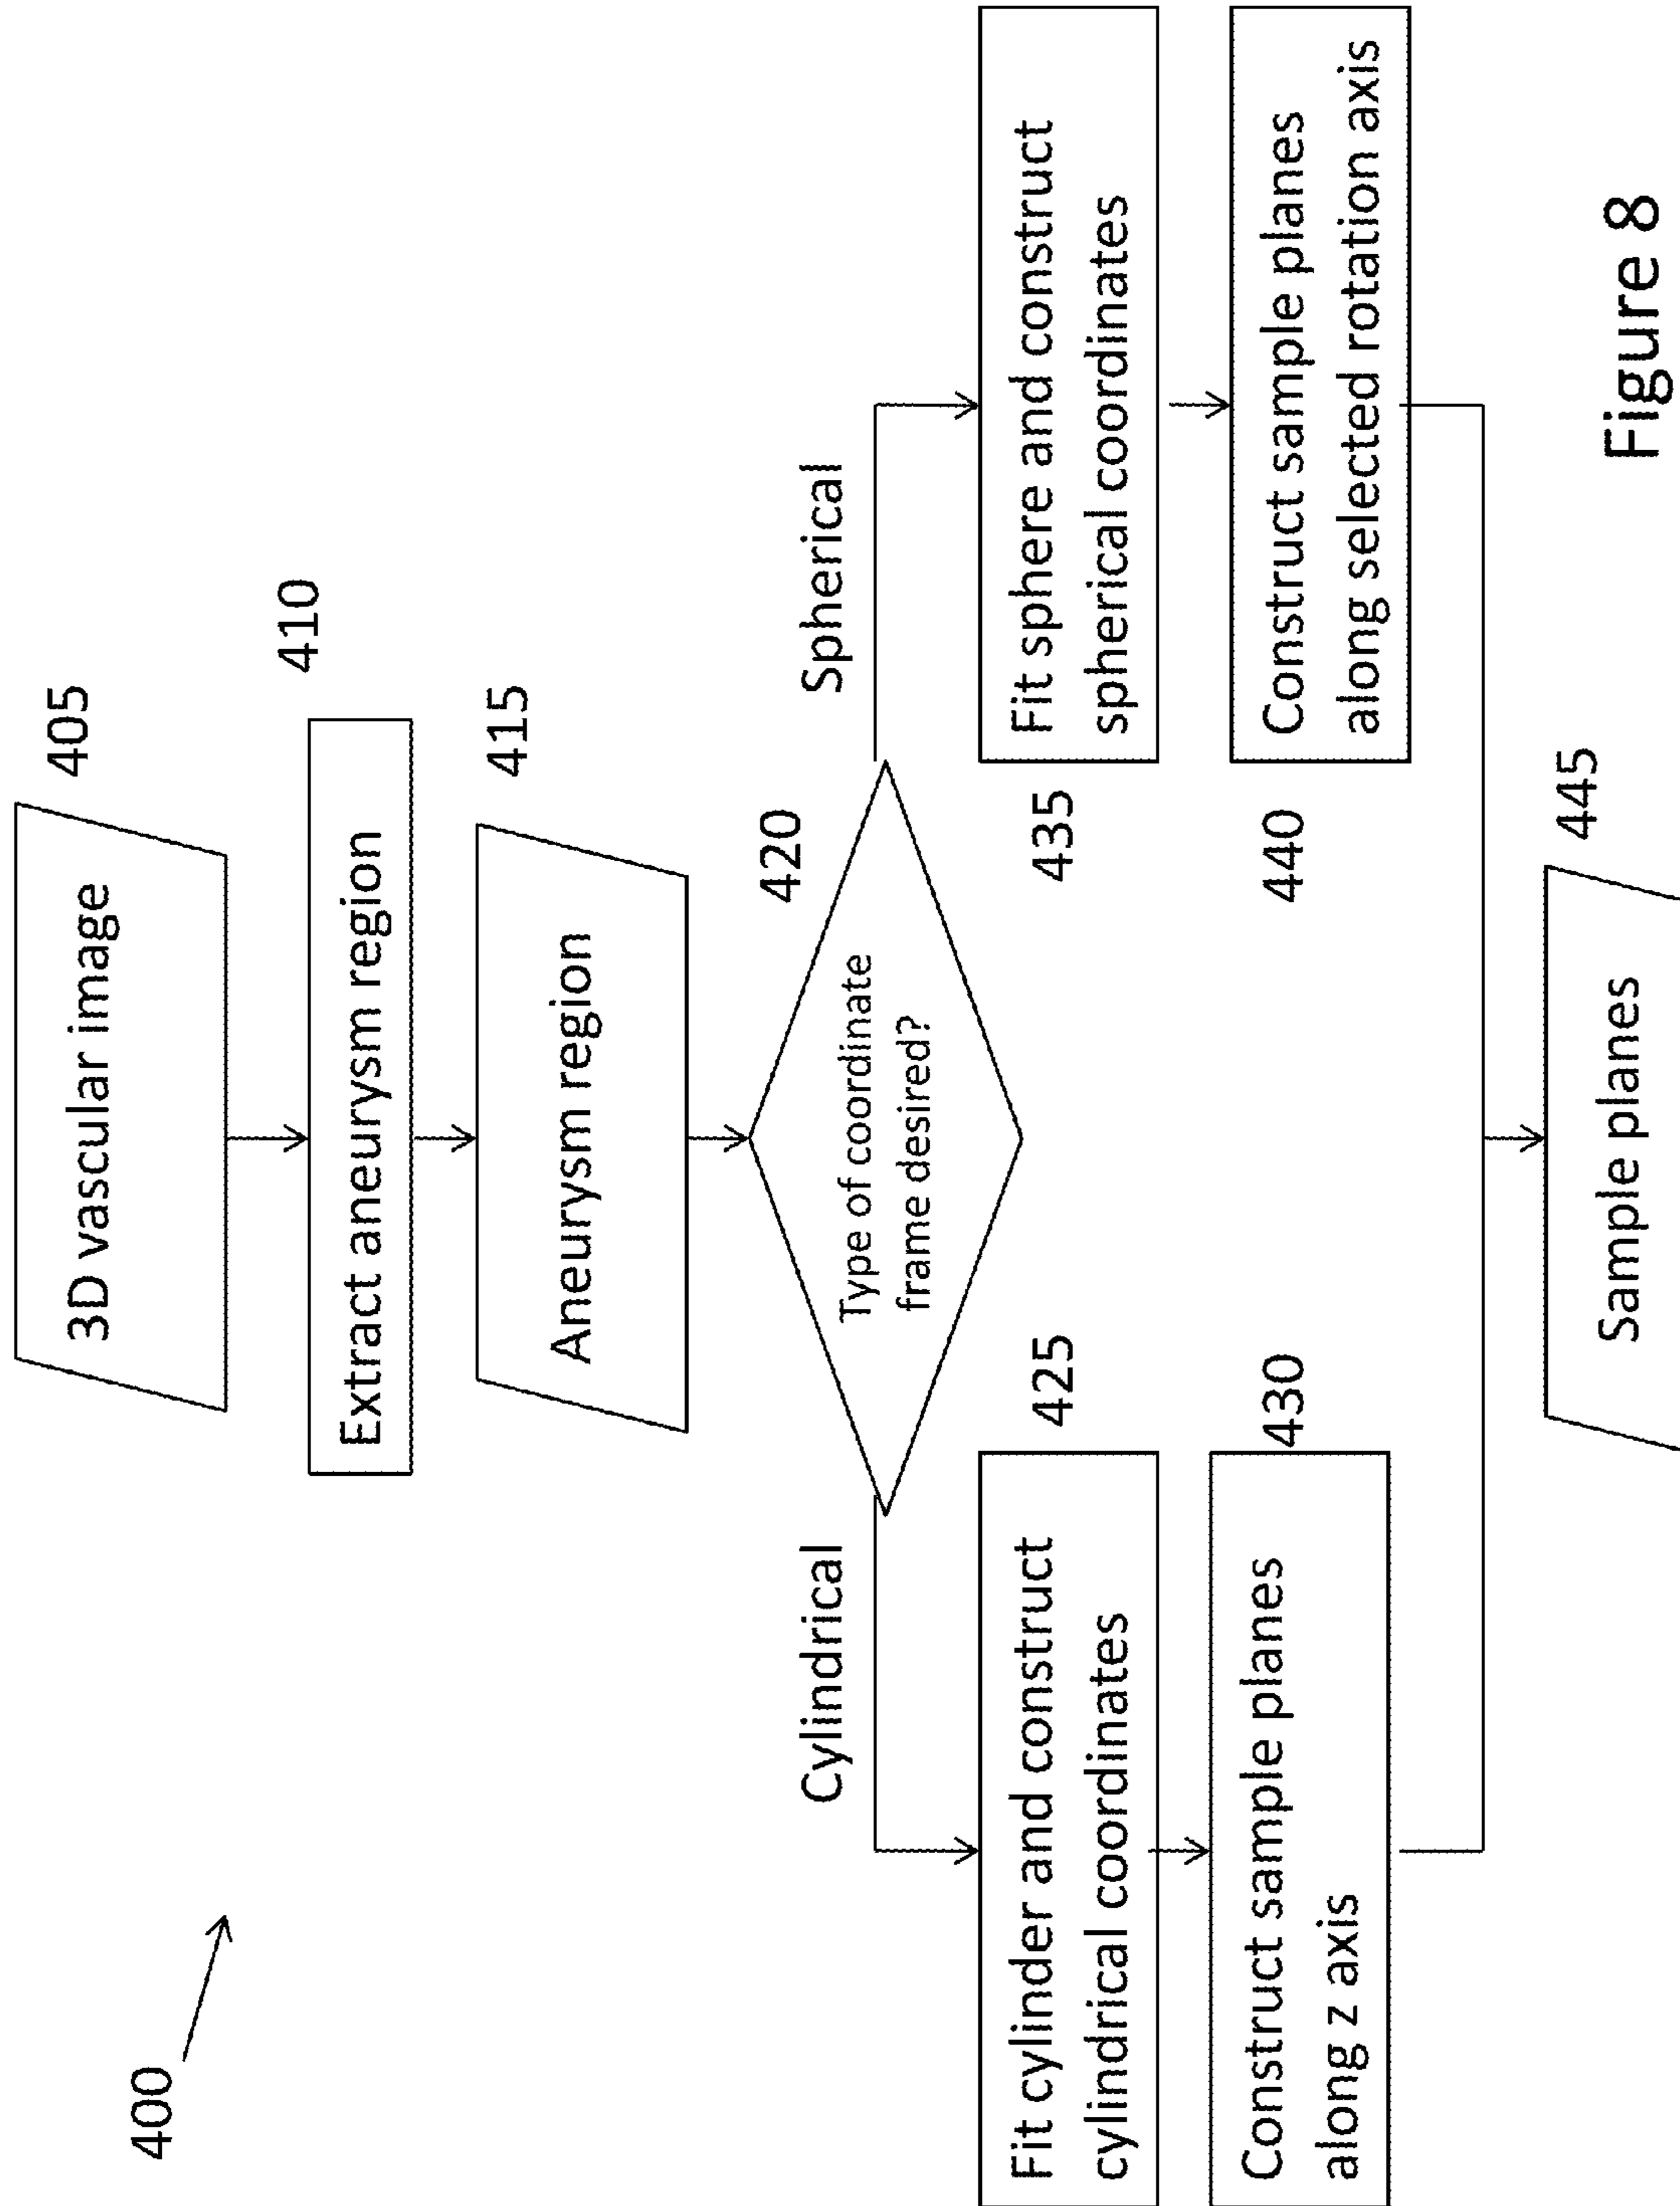 400
3D vascular image
405
410
Extract aneurysm region
415
Aneurysm region
420
Type of coordinate
frame desired?
Cylindrical
Spherical
425
Fit cylinder and construct
cylindrical coordinates
435
Fit sphere and construct
spherical coordinates
430
Construct sample planes
along z axis
440
Construct sample planes
along selected rotation axis
445
Sample planes
Figure 8